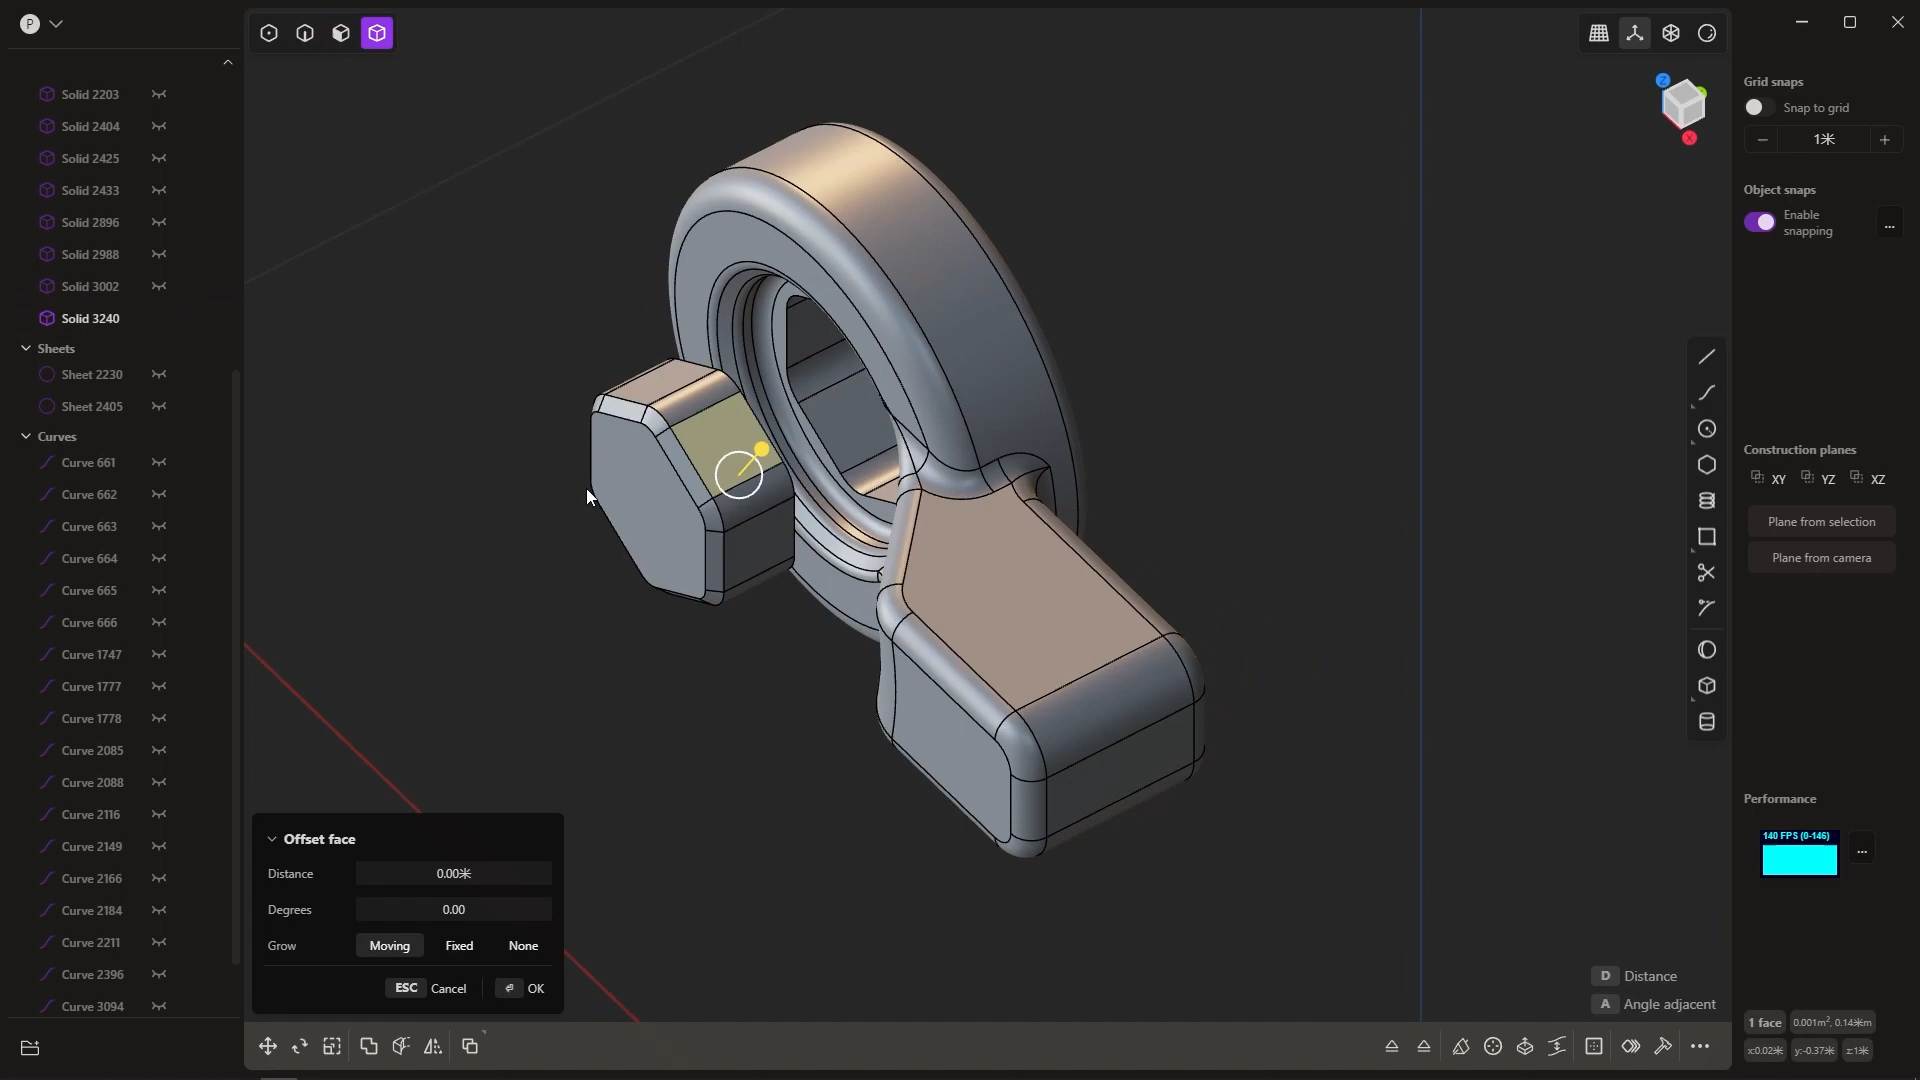 P
Solid 2203
Solid 2404
Solid 2425
Solid 2433
Solid 2896
Solid 2988
Solid 3002
Solid 3240
Sheets
Sheet 2230
Sheet 2405
Curves
Curve 661
Curve 662
Curve 663
Curve 664
Curve 665
Curve 666
Curve 1747
Curve 1777
Curve 1778
Curve 2085
Curve 2088
Curve 2116
Curve 2149
Curve 2166
Curve 2184
Curve 2211
Curve 2396
Curve 3094
Offset face
Distance 0.00米
Degrees 0.00
Grow Moving Fixed None
ESC Cancel OK
Z
X
D Distance
A Angle adjacent
Grid snaps
Snap to grid
1米
Object snaps
Enable
snapping
...
Construction planes
XY YZ XZ
Plane from selection
Plane from camera
Performance
140 FPS (0-146)
...
1 face 0.001m², 0.14米m
x:0.02米 y:-0.37米 z:1米